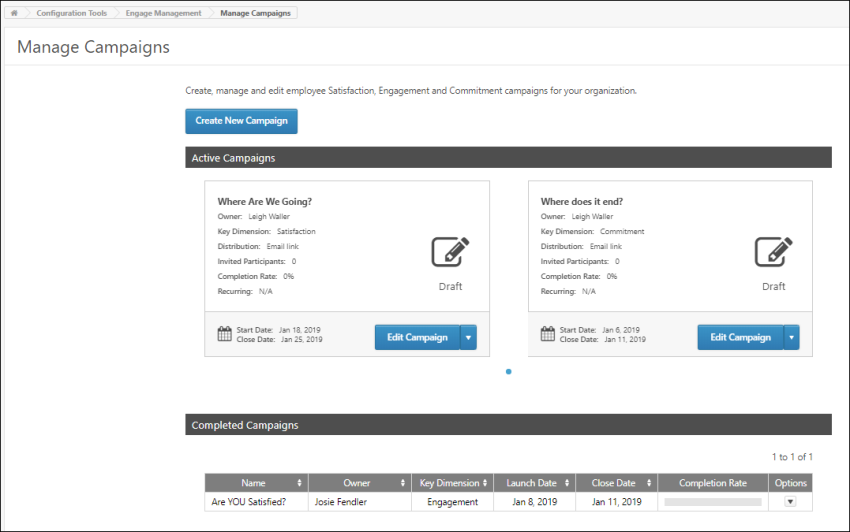 Configuration Tools Engage Management Manage Campaigns
Manage Campaigns
Create, manage and edit employee Satisfaction, Engagement and Commitment campaigns for your organization.
Create New Campaign
Active Campaigns
Where Are We Going?
Owner: Leigh Waller
Key Dimension: Satisfaction
Distribution: Email link
Invited Participants: 0
Completion Rate: 0%
Recurring: N/A
Draft
Start Date: Jan 18, 2019
Close Date: Jan 25, 2019
Edit Campaign
Where does it end?
Owner: Leigh Waller
Key Dimension: Commitment
Distribution: Email link
Invited Participants: 0
Completion Rate: 0%
Recurring: N/A
Draft
Start Date: Jan 6, 2019
Close Date: Jan 11, 2019
Edit Campaign
Completed Campaigns
1 to 1 of 1
Name Owner Key Dimension Launch Date Close Date Completion Rate Options
Are YOU Satisfied? Josie Fendler Engagement Jan 8, 2019 Jan 11, 2019